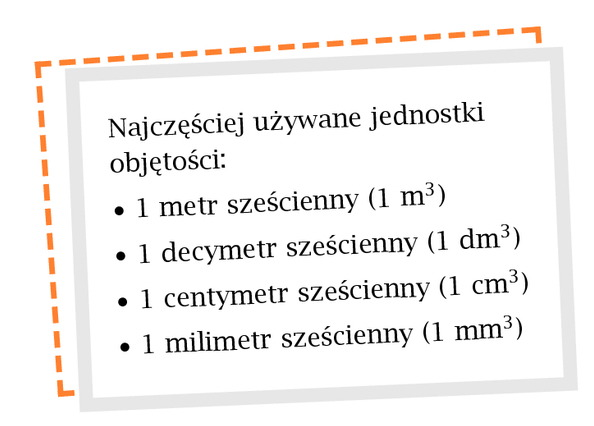 Najczęściej używane jednostki
objętości:
• 1 metr sześcienny (1 m³)
• 1 decymetr sześcienny (1 dm³)
• 1 centymetr sześcienny (1 cm³)
• 1 milimetr sześcienny (1 mm³)